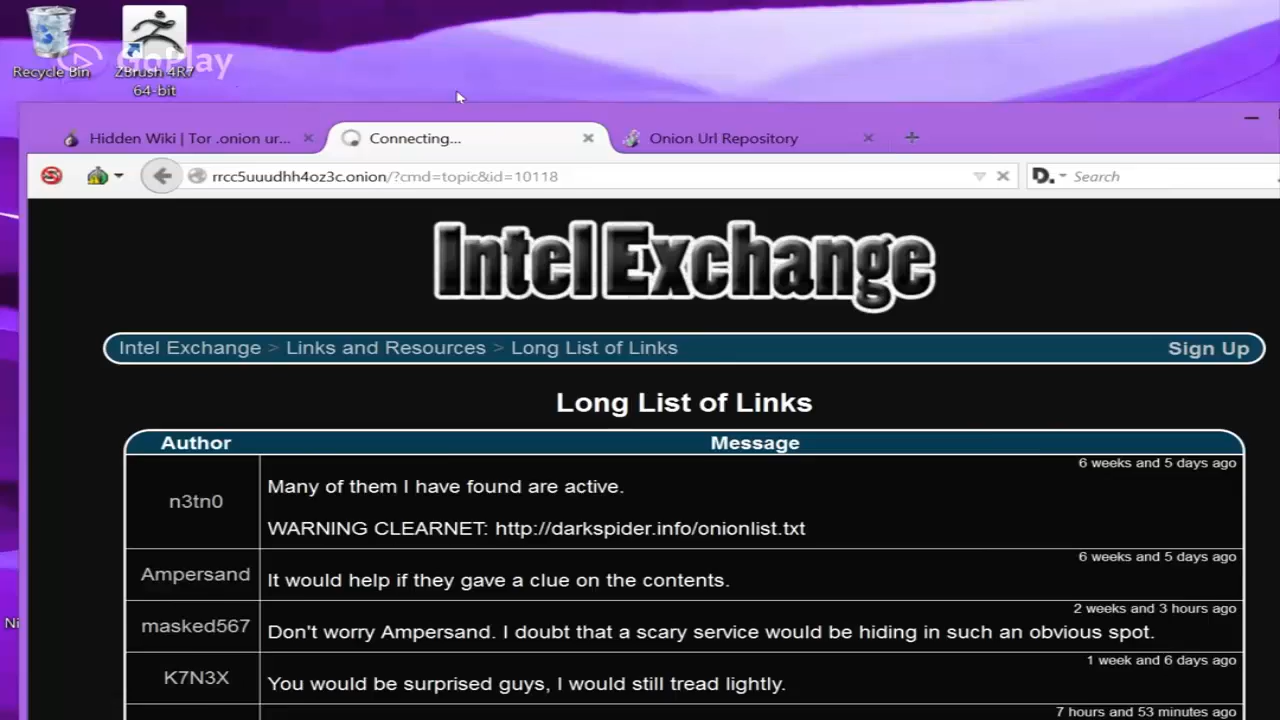 Recycle Bin
ZBrush 4R7
64-bit
GoPlay
Hidden Wiki | Tor .onion ur...
Connecting...
Onion Url Repository
rrcc5uuudhh4oz3c.onion/?cmd=topic&id=10118
D.
Search
Intel Exchange
Intel Exchange > Links and Resources > Long List of Links
Sign Up
Long List of Links
Author
Message
6 weeks and 5 days ago
n3tn0
Many of them I have found are active.
WARNING CLEARNET: http://darkspider.info/onionlist.txt
6 weeks and 5 days ago
Ampersand
It would help if they gave a clue on the contents.
2 weeks and 3 hours ago
masked567
Don't worry Ampersand. I doubt that a scary service would be hiding in such an obvious spot.
1 week and 6 days ago
K7N3X
You would be surprised guys, I would still tread lightly.
7 hours and 53 minutes ago
Ni